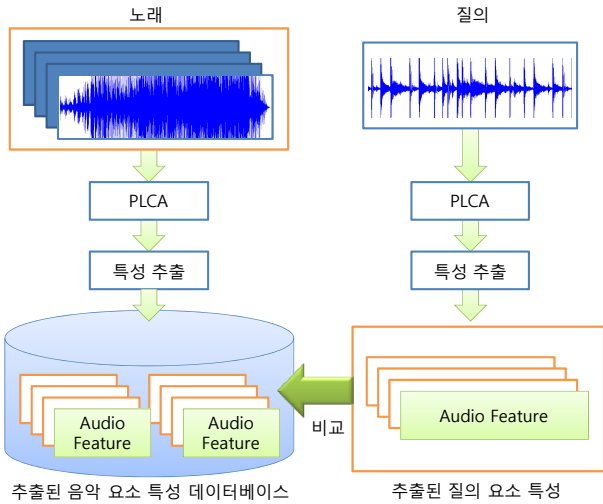 노래
질의
PLCA
PLCA
특성 추출
특성 추출
Audio
Feature
Audio
Feature
비교
Audio Feature
추출된 음악 요소 특성 데이터베이스
추출된 질의 요소 특성